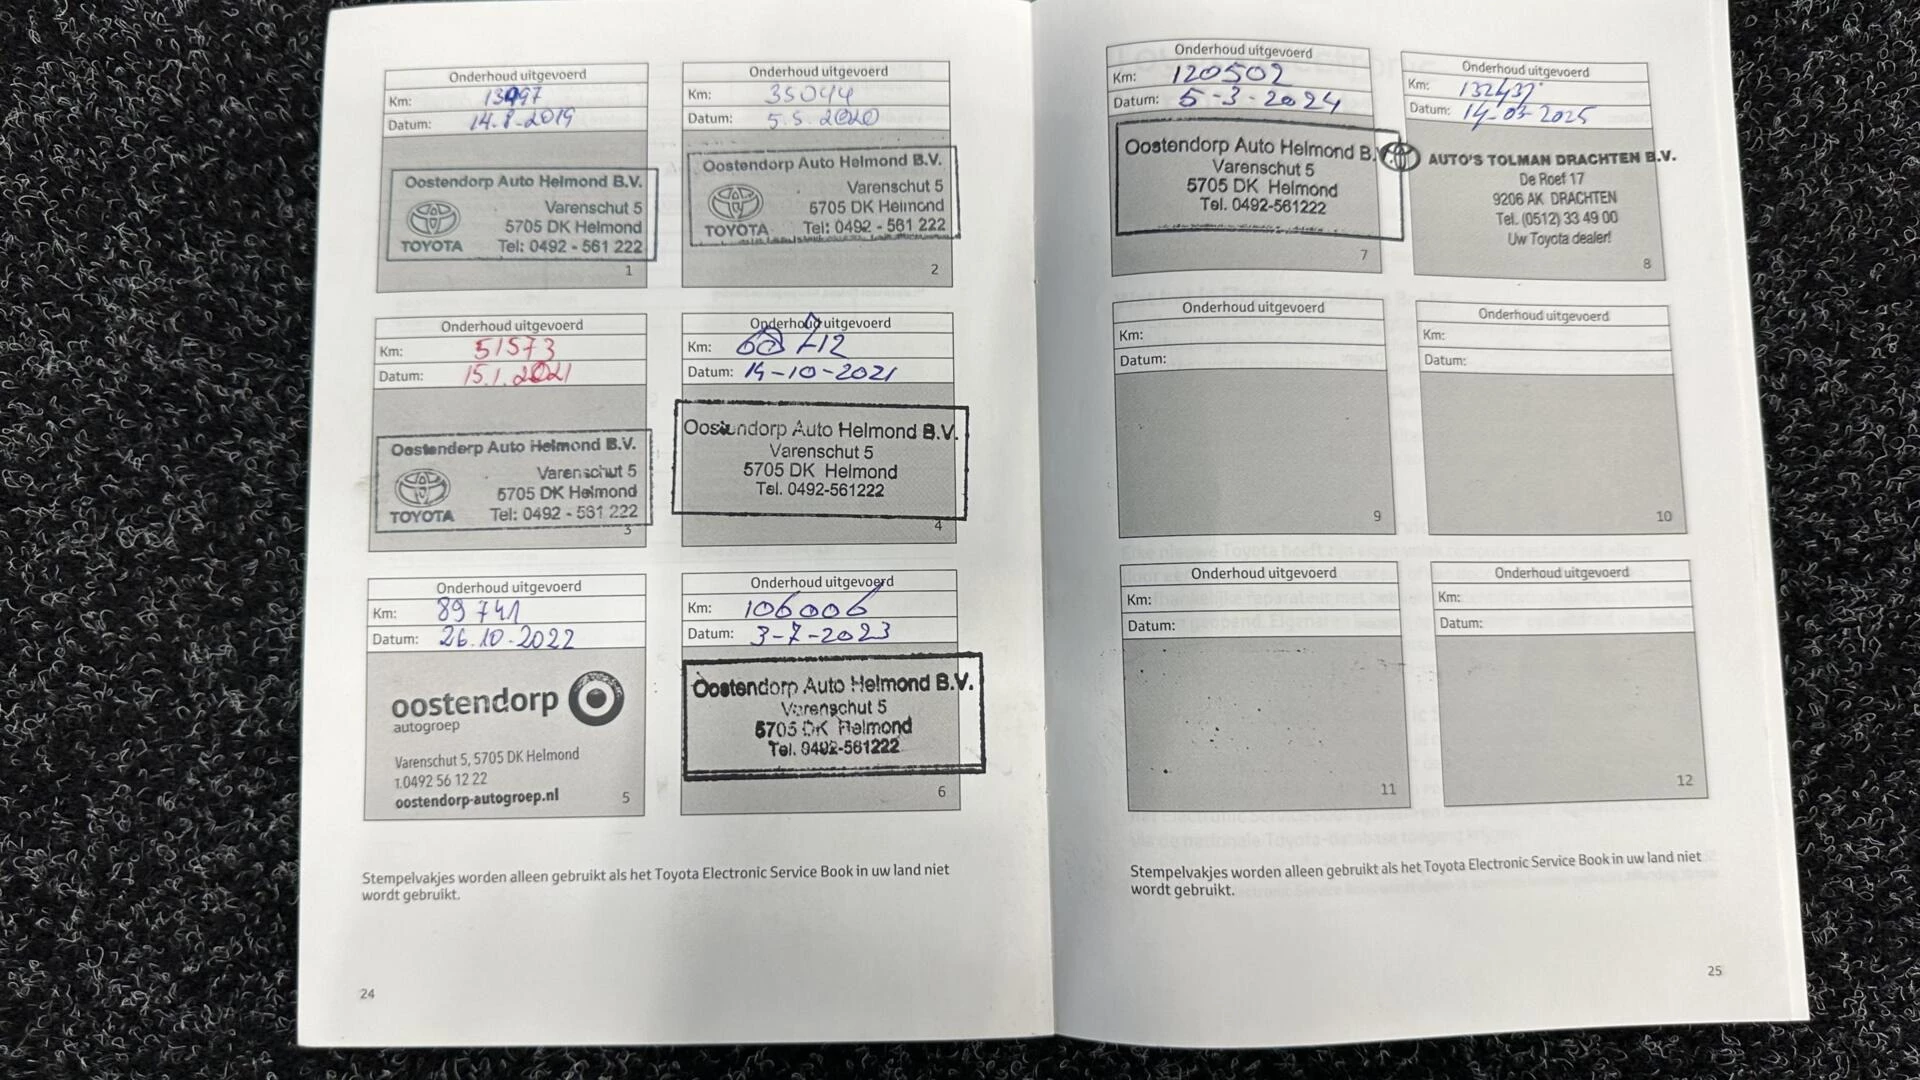 Onderhoud uitgevoerd
Km: 13997
Datum: 14.8.2019
Oostendorp Auto Helmond B.V.
Varenschut 5
5705 DK Helmond
TOYOTA Tel: 0492 - 561 222
1
Onderhoud uitgevoerd
Km: 35044
Datum: 5.5.2020
Oostendorp Auto Helmond B.V.
Varenschut 5
5705 DK Helmond
TOYOTA Tel: 0492 - 561 222
2
Onderhoud uitgevoerd
Km: 51573
Datum: 15.1.2021
Oostendorp Auto Helmond B.V.
Varenschut 5
5705 DK Helmond
TOYOTA Tel: 0492 - 561 222
3
Onderhoud uitgevoerd
Km:
Datum: 14-10-2021
Oostendorp Auto Helmond B.V.
Varenschut 5
5705 DK Helmond
Tel. 0492-561222
4
Onderhoud uitgevoerd
Km: 89741
Datum: 26.10.2022
oostendorp
autogroep
Varenschut 5, 5705 DK Helmond
T.0492 56 12 22
oostendorp-autogroep.nl
5
Onderhoud uitgevoerd
Km: 106006
Datum: 3-7-2023
Oostendorp Auto Helmond B.V.
Varenschut 5
5705 DK Helmond
Tel. 0492-561222
6
Stempelvakjes worden alleen gebruikt als het Toyota Electronic Service Book in uw land niet
wordt gebruikt.
24
Onderhoud uitgevoerd
Km: 120502
Datum: 5-3-2024
Oostendorp Auto Helmond B.V.
Varenschut 5
5705 DK Helmond
Tel. 0492-561222
7
Onderhoud uitgevoerd
Km: 132437
Datum: 14-03-2025
AUTO'S TOLMAN DRACHTEN B.V.
De Roef 17
9206 AK DRACHTEN
Tel. (0512) 33 49 00
Uw Toyota dealer!
8
Onderhoud uitgevoerd
Km:
Datum:
9
Onderhoud uitgevoerd
Km:
Datum:
10
Onderhoud uitgevoerd
Km:
Datum:
11
Onderhoud uitgevoerd
Km:
Datum:
12
Stempelvakjes worden alleen gebruikt als het Toyota Electronic Service Book in uw land niet
wordt gebruikt.
25